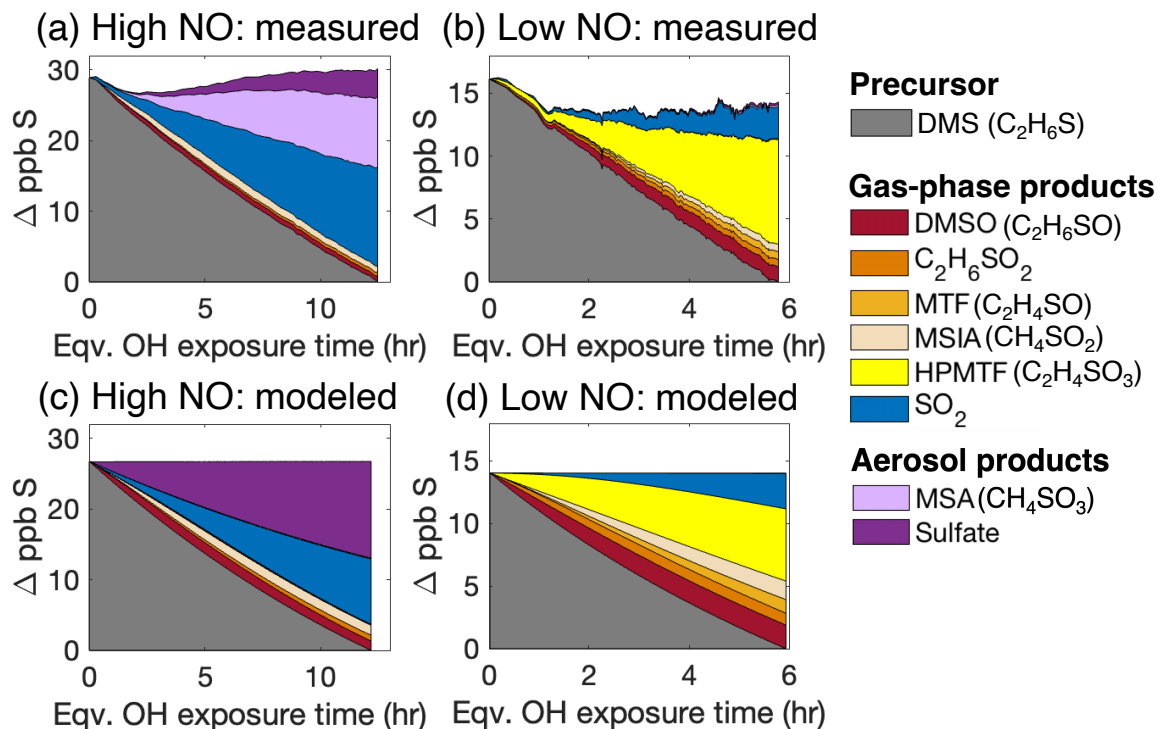 (a) High NO: measured
(b) Low NO: measured
Δ ppb S
30
20
10
0
0
5
10
Eqv. OH exposure time (hr)
Δ ppb S
15
10
5
0
0
2
4
6
8
Eqv. OH exposure time (hr)
(c) High NO: modeled
(d) Low NO: modeled
Δ ppb S
30
20
10
0
0
5
10
Eqv. OH exposure time (hr)
Δ ppb S
15
10
5
0
0
2
4
6
Eqv. OH exposure time (hr)
Precursor
DMS (C₂H₆S)
Gas-phase products
DMSO (C₂H₆SO)
C₂H₆SO₂
MTF (C₂H₄SO)
MSIA (CH₄SO₂)
HPMTF (C₂H₄SO₃)
SO₂
Aerosol products
MSA (CH₄SO₃)
Sulfate